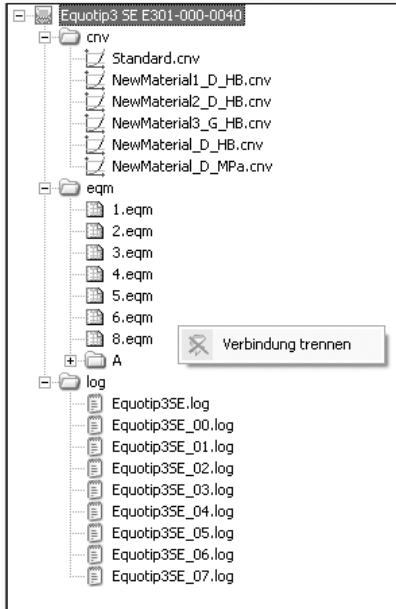 Equotip3 SE E301-000-0040
cnv
Standard.cnv
NewMaterial1_D_HB.cnv
NewMaterial2_D_HB.cnv
NewMaterial3_G_HB.cnv
NewMaterial_D_HB.cnv
NewMaterial_D_MPa.cnv
eqm
1.eqm
2.eqm
3.eqm
4.eqm
5.eqm
6.eqm
8.eqm
Verbindung trennen
A
log
Equotip3SE.log
Equotip3SE_00.log
Equotip3SE_01.log
Equotip3SE_02.log
Equotip3SE_03.log
Equotip3SE_04.log
Equotip3SE_05.log
Equotip3SE_06.log
Equotip3SE_07.log